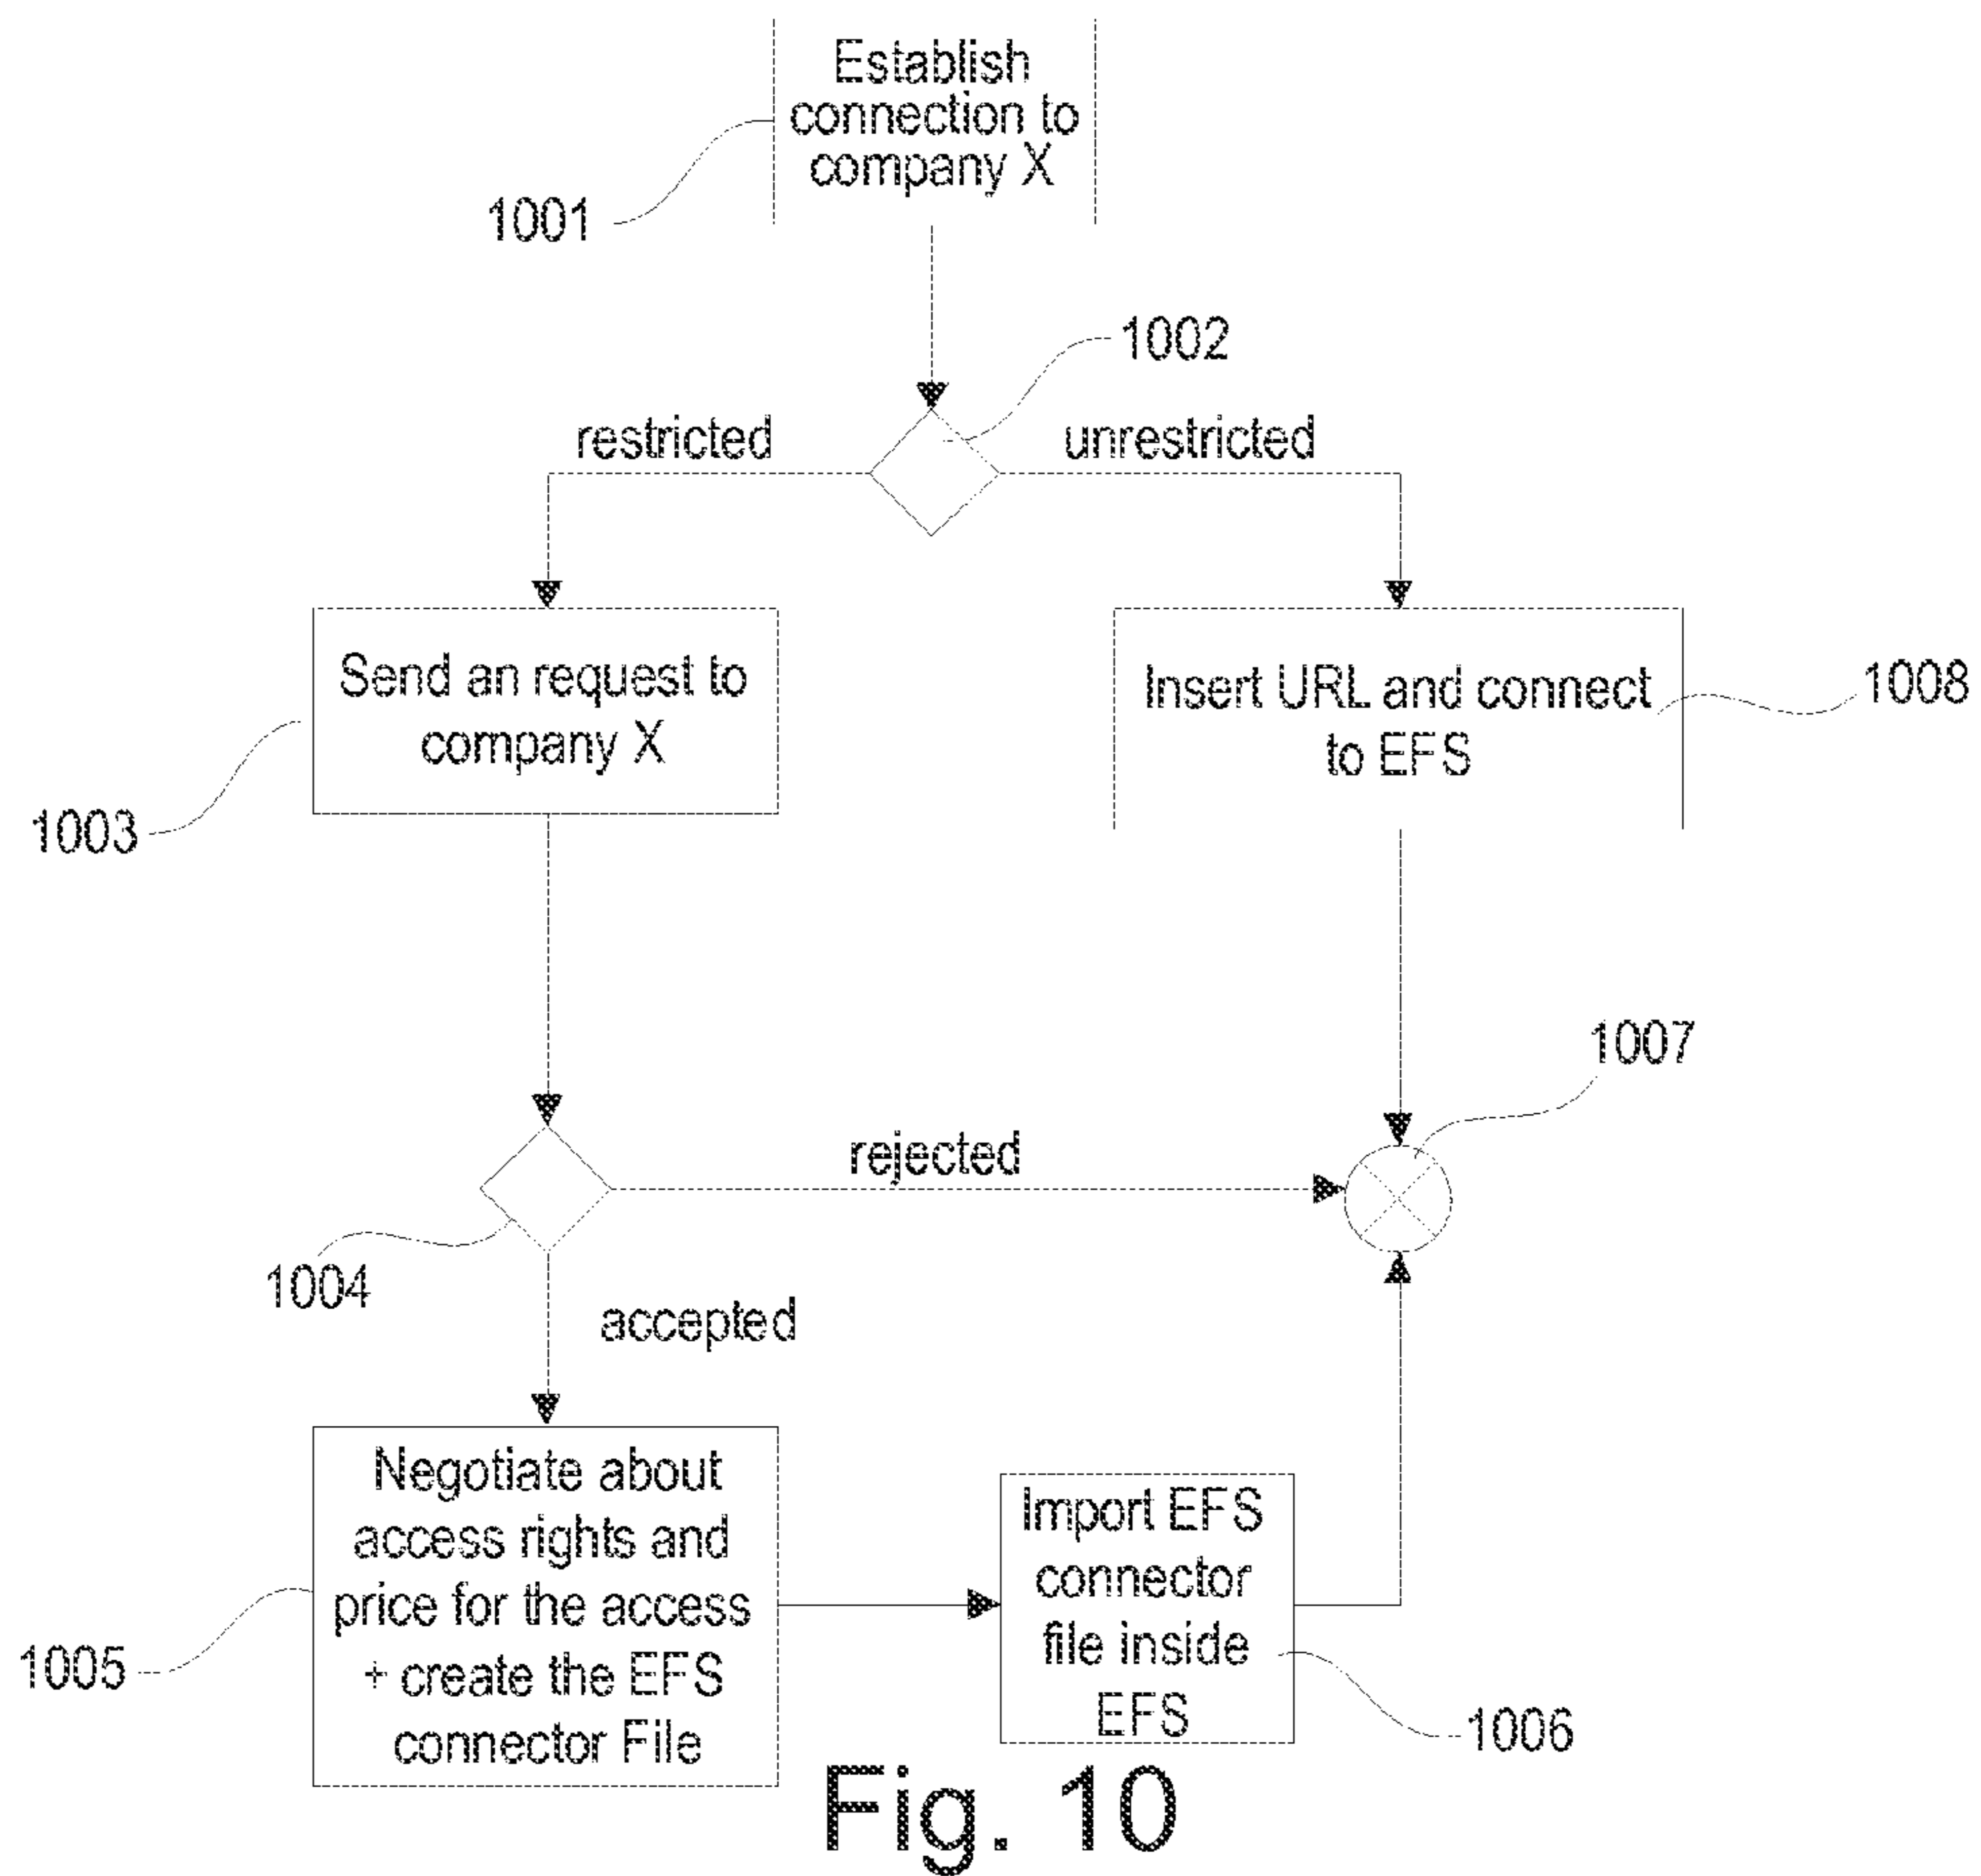 Establish
connection to
company X
1001
1002
restricted
unrestricted
Send an request to
company X
1003
Insert URL and connect
to EFS
1008
1007
rejected
1004
accepted
Negotiate about
access rights and
price for the access
+ create the EFS
connector File
1005
Import EFS
connector
file inside
EFS
1006
Fig. 10